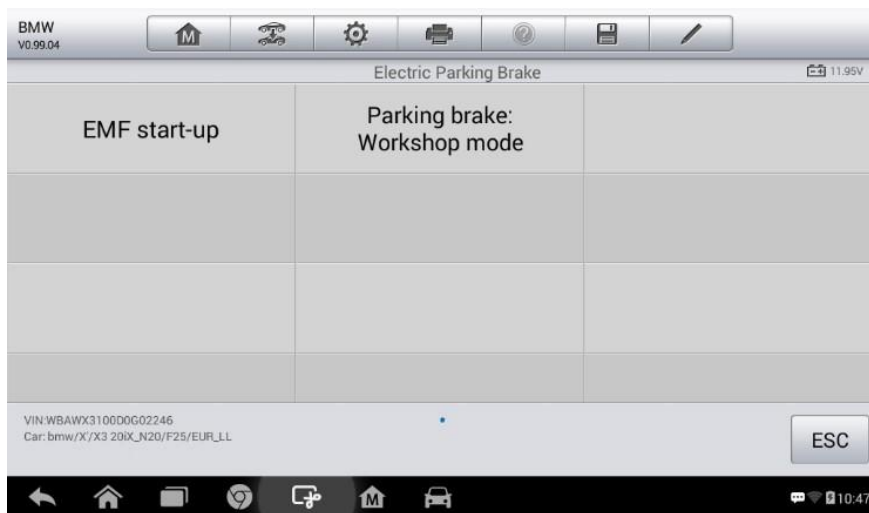 BMW
V0.99.04
M
Electric Parking Brake
11.95V
EMF start-up
Parking brake:
Workshop mode
VIN:WBAWX3100D0G02246
Car: bmw/X'/X3 20iX_N20/F25/EUR_LL
ESC
M
10:47